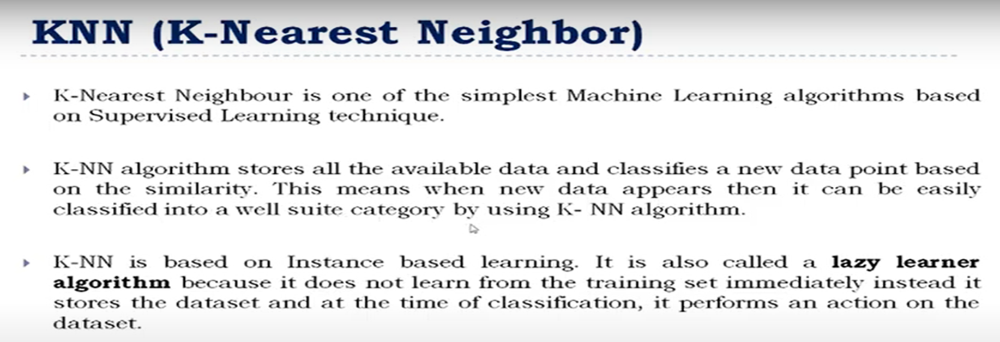 KNN (K-Nearest Neighbor)
K-Nearest Neighbour is one of the simplest Machine Learning algorithms based
on Supervised Learning technique.
K-NN algorithm stores all the available data and classifies a new data point based
on the similarity. This means when new data appears then it can be easily
classified into a well suite category by using K- NN algorithm.
K-NN is based on Instance based learning. It is also called a lazy learner
algorithm because it does not learn from the training set immediately instead it
stores the dataset and at the time of classification, it performs an action on the
dataset.